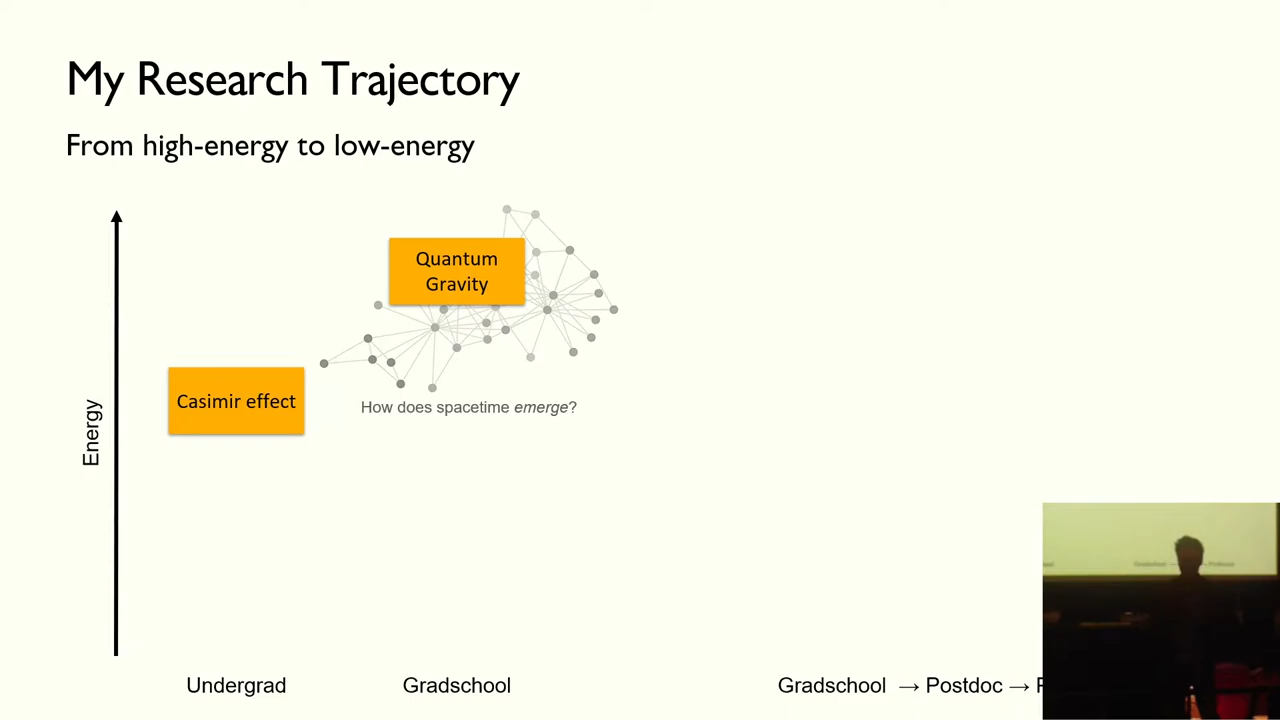 My Research Trajectory
From high-energy to low-energy
Quantum
Gravity
Casimir effect
How does spacetime emerge?
Energy
Undergrad
Gradschool
Gradschool → Postdoc →